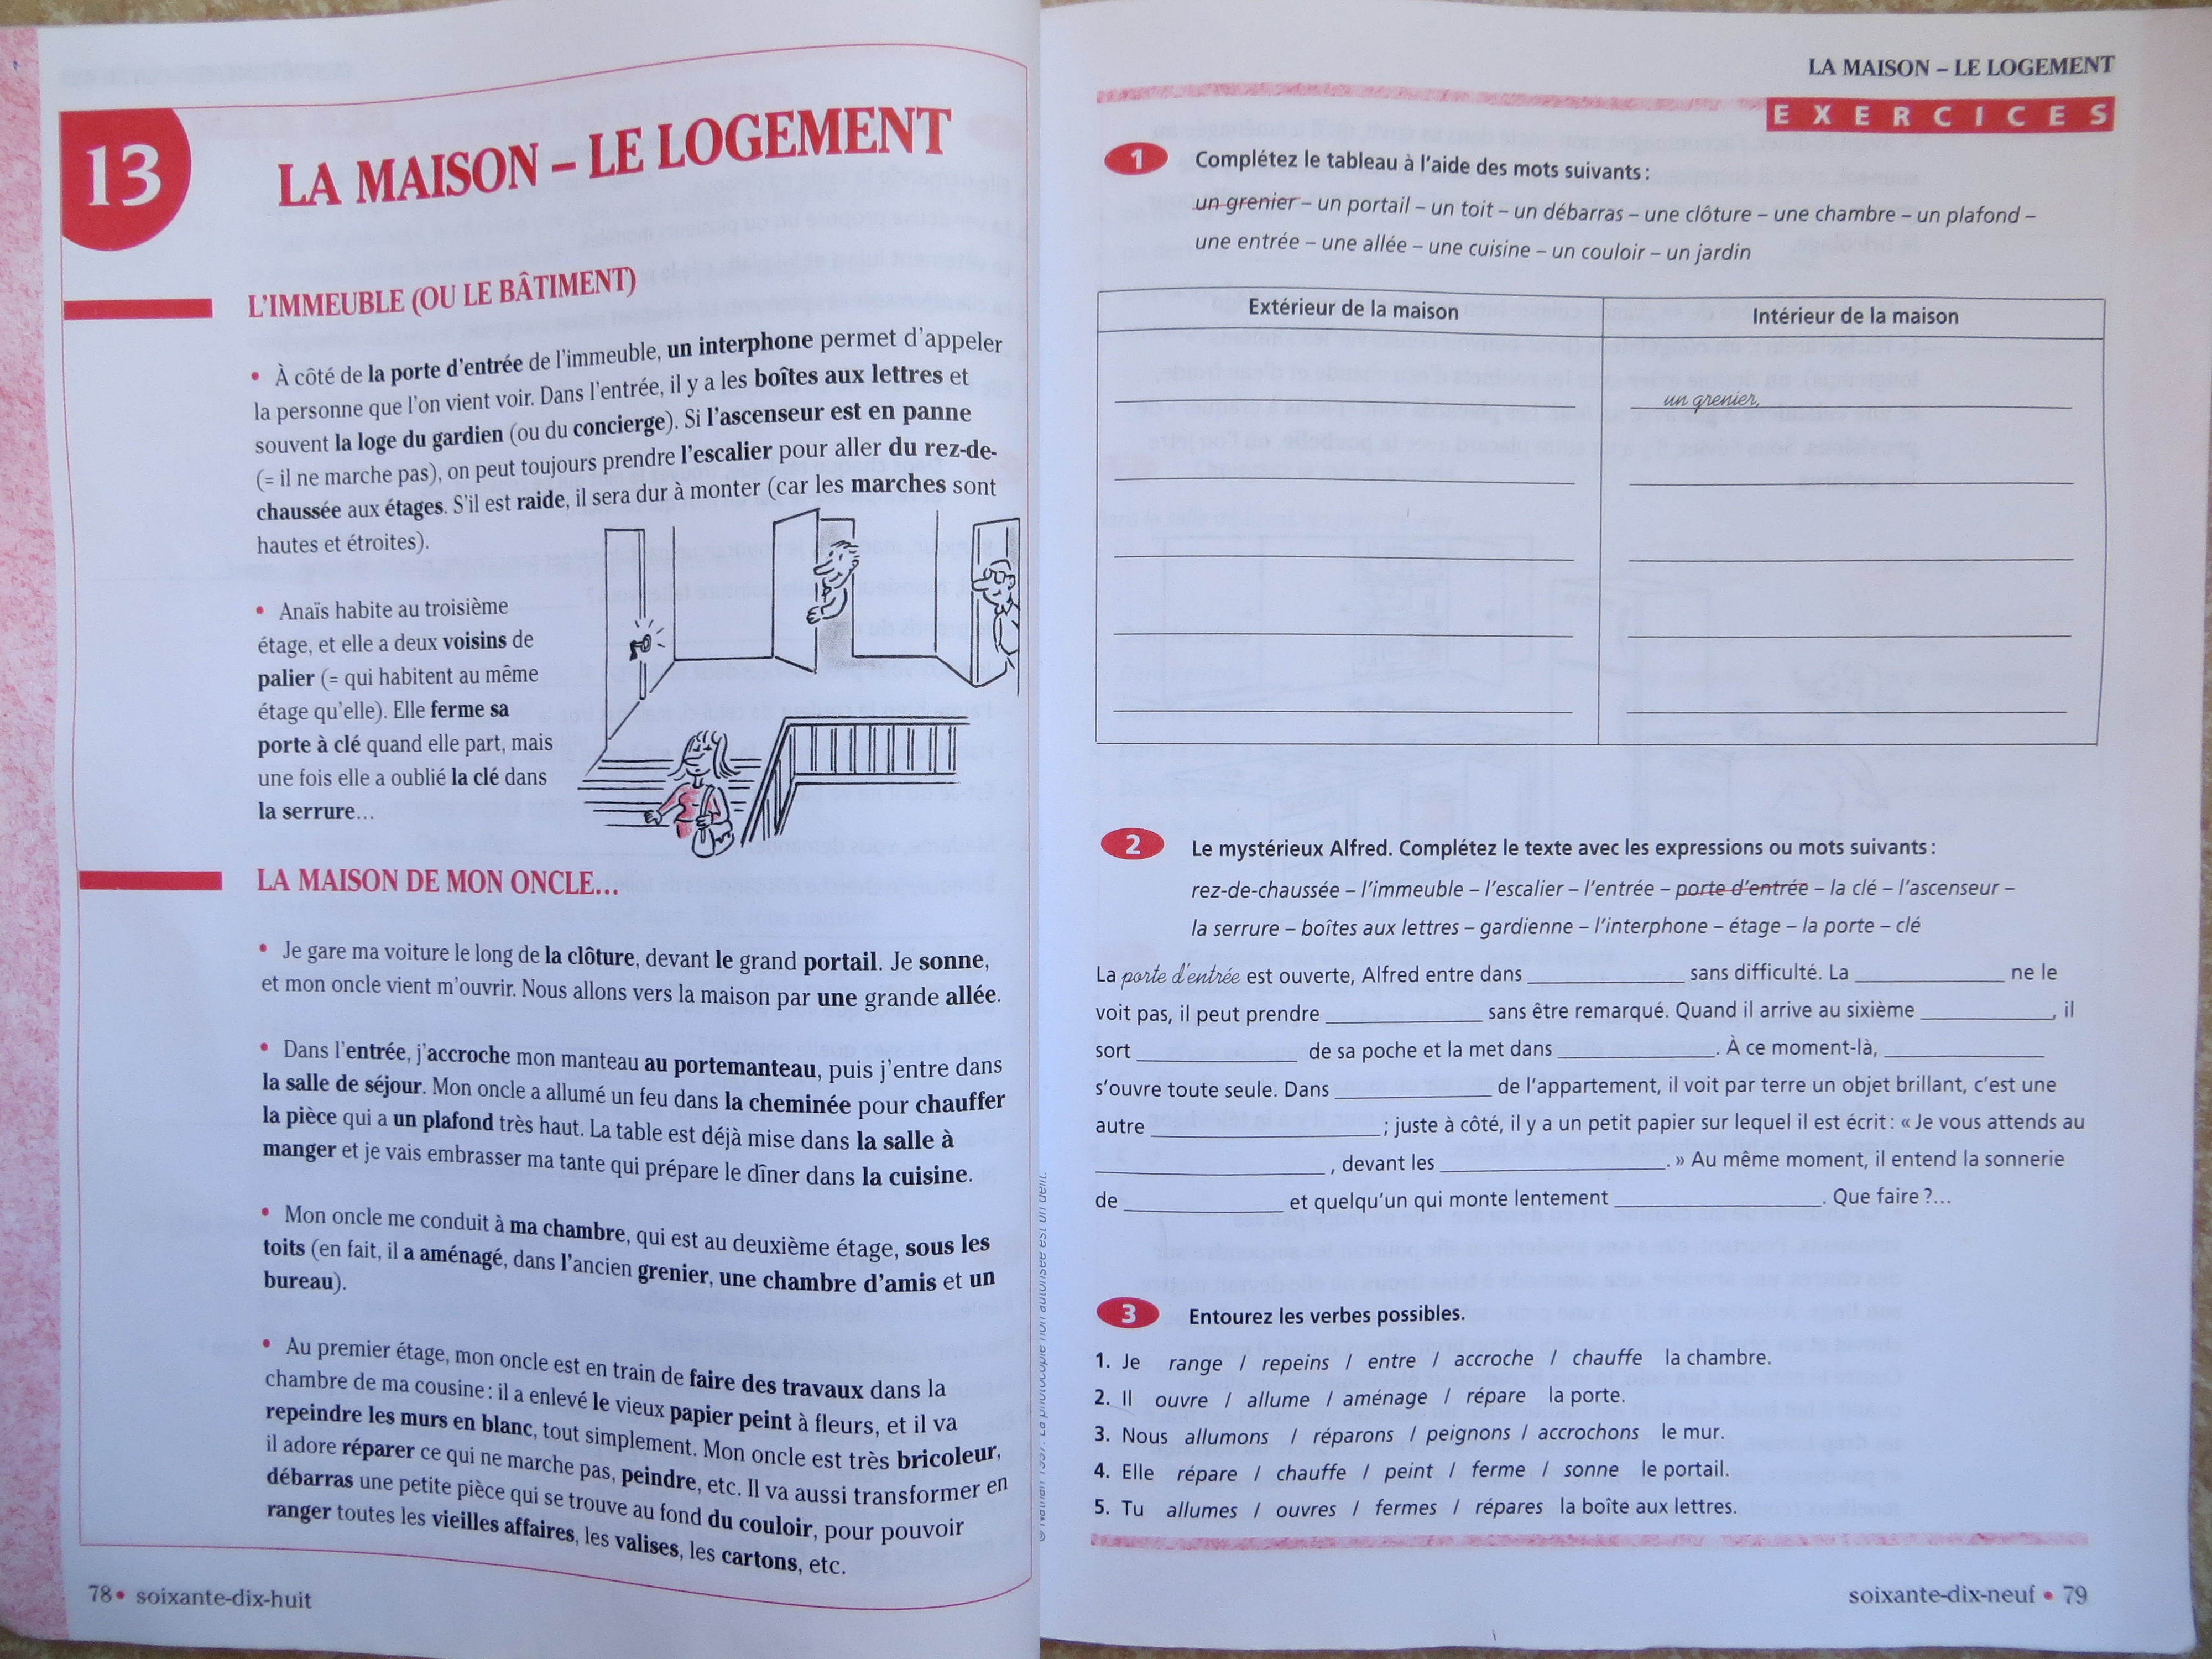 13
LA MAISON – LE LOGEMENT
L'IMMEUBLE (OU LE BÂTIMENT)
• À côté de la porte d'entrée de l'immeuble, un interphone permet d'appeler
la personne que l'on vient voir. Dans l'entrée, il y a les boîtes aux lettres et
souvent la loge du gardien (ou du concierge). Si l'ascenseur est en panne
(= il ne marche pas), on peut toujours prendre l'escalier pour aller du rez-de-
chaussée aux étages. S'il est raide, il sera dur à monter (car les marches sont
hautes et étroites).
• Anaïs habite au troisième
étage, et elle a deux voisins de
palier (= qui habitent au même
étage qu'elle). Elle ferme sa
porte à clé quand elle part, mais
une fois elle a oublié la clé dans
la serrure…
LA MAISON DE MON ONCLE…
• Je gare ma voiture le long de la clôture, devant le grand portail. Je sonne,
et mon oncle vient m'ouvrir. Nous allons vers la maison par une grande allée.
• Dans l'entrée, j'accroche mon manteau au portemanteau, puis j'entre dans
la salle de séjour. Mon oncle a allumé un feu dans la cheminée pour chauffer
la pièce qui a un plafond très haut. La table est déjà mise dans la salle à
manger et je vais embrasser ma tante qui prépare le dîner dans la cuisine.
• Mon oncle me conduit à ma chambre, qui est au deuxième étage, sous les
toits (en fait, il a aménagé, dans l'ancien grenier, une chambre d'amis et un
bureau).
• Au premier étage, mon oncle est en train de faire des travaux dans la
chambre de ma cousine : il a enlevé le vieux papier peint à fleurs, et il va
repeindre les murs en blanc, tout simplement. Mon oncle est très bricoleur,
il adore réparer ce qui ne marche pas, peindre, etc. Il va aussi transformer en
débarras une petite pièce qui se trouve au fond du couloir, pour pouvoir
ranger toutes les vieilles affaires, les valises, les cartons, etc.
78 • soixante-dix-huit
LA MAISON – LE LOGEMENT
EXERCICES
1 Complétez le tableau à l'aide des mots suivants :
un grenier – un portail – un toit – un débarras – une clôture – une chambre – un plafond –
une entrée – une allée – une cuisine – un couloir – un jardin
Extérieur de la maison Intérieur de la maison
un grenier,
2 Le mystérieux Alfred. Complétez le texte avec les expressions ou mots suivants :
rez-de-chaussée – l'immeuble – l'escalier – l'entrée – porte d'entrée – la clé – l'ascenseur –
la serrure – boîtes aux lettres – gardienne – l'interphone – étage – la porte – clé
La porte d'entrée est ouverte, Alfred entre dans ____________ sans difficulté. La ____________ ne le
voit pas, il peut prendre ____________ sans être remarqué. Quand il arrive au sixième ____________, il
sort ____________ de sa poche et la met dans ____________. À ce moment-là, ____________
s'ouvre toute seule. Dans ____________ de l'appartement, il voit par terre un objet brillant, c'est une
autre ____________ ; juste à côté, il y a un petit papier sur lequel il est écrit : « Je vous attends au
____________, devant les ____________. » Au même moment, il entend la sonnerie
de ____________ et quelqu'un qui monte lentement ____________. Que faire ?…
3 Entourez les verbes possibles.
1. Je range / repeins / entre / accroche / chauffe la chambre.
2. Il ouvre / allume / aménage / répare la porte.
3. Nous allumons / réparons / peignons / accrochons le mur.
4. Elle répare / chauffe / peint / ferme / sonne le portail.
5. Tu allumes / ouvres / fermes / répares la boîte aux lettres.
soixante-dix-neuf • 79